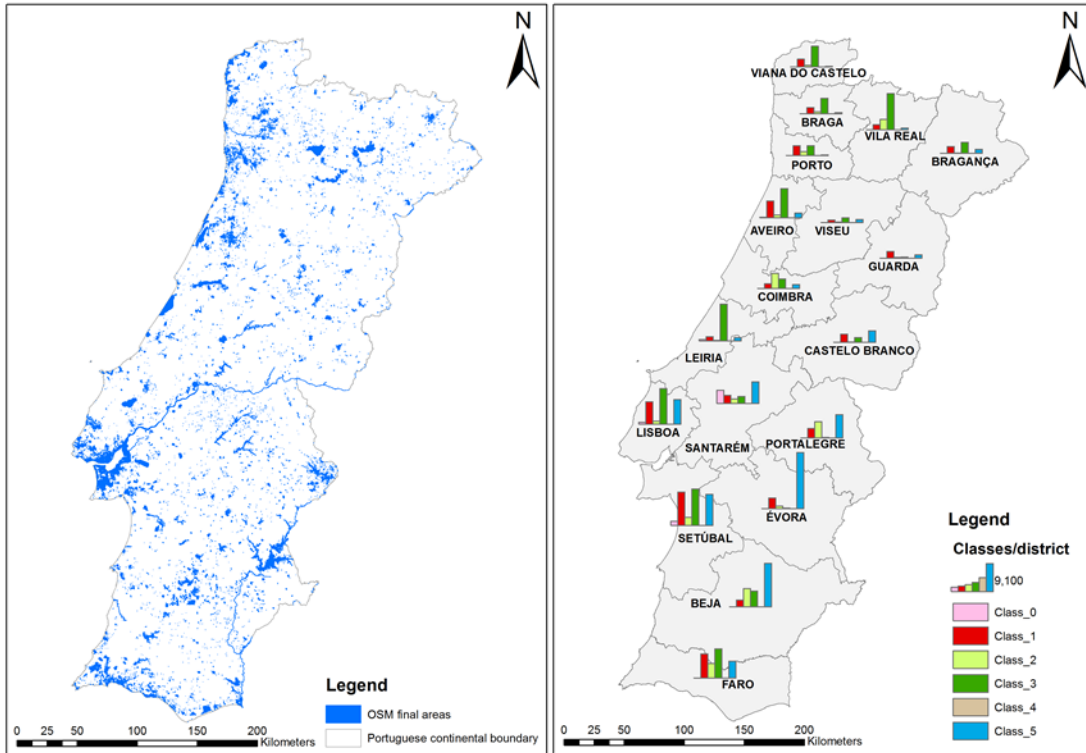 N
Legend
OSM final areas
Portuguese continental boundary
0 25 50 100 150 200
Kilometers
N
VIANA DO CASTELO
BRAGA
VILA REAL
BRAGANÇA
PORTO
AVEIRO
VISEU
GUARDA
COIMBRA
LEIRIA
CASTELO BRANCO
LISBOA
SANTARÉM
PORTALEGRE
SETÚBAL
ÉVORA
BEJA
FARO
Legend
Classes/district
9,100
Class_0
Class_1
Class_2
Class_3
Class_4
Class_5
0 25 50 100 150 200
Kilometers